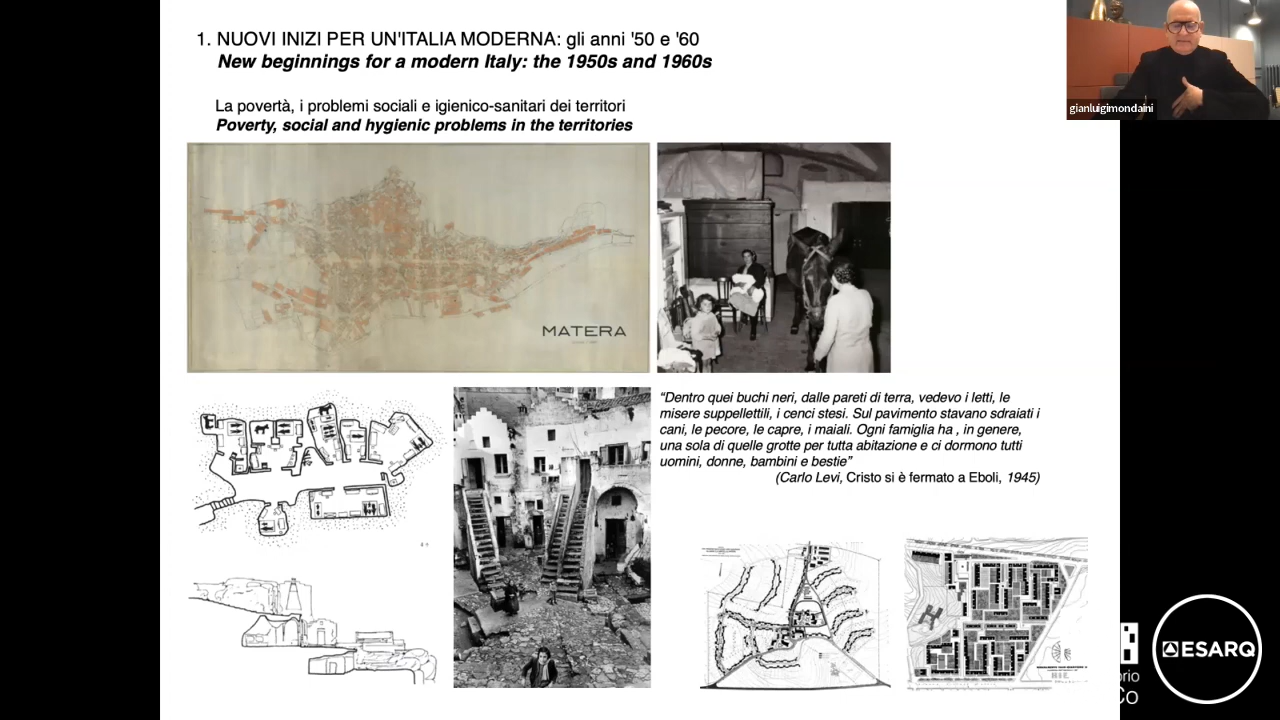 1. NUOVI INIZI PER UN'ITALIA MODERNA: gli anni '50 e '60
New beginnings for a modern Italy: the 1950s and 1960s
La povertà, i problemi sociali e igienico-sanitari dei territori
Poverty, social and hygienic problems in the territories
gianluigimondaini
MATERA
“Dentro quei buchi neri, dalle pareti di terra, vedevo i letti, le
misere suppellettili, i cenci stesi. Sul pavimento stavano sdraiati i
cani, le pecore, le capre, i maiali. Ogni famiglia ha , in genere,
una sola di quelle grotte per tutta abitazione e ci dormono tutti
uomini, donne, bambini e bestie”
(Carlo Levi, Cristo si è fermato a Eboli, 1945)
ESARQ
orio
Co